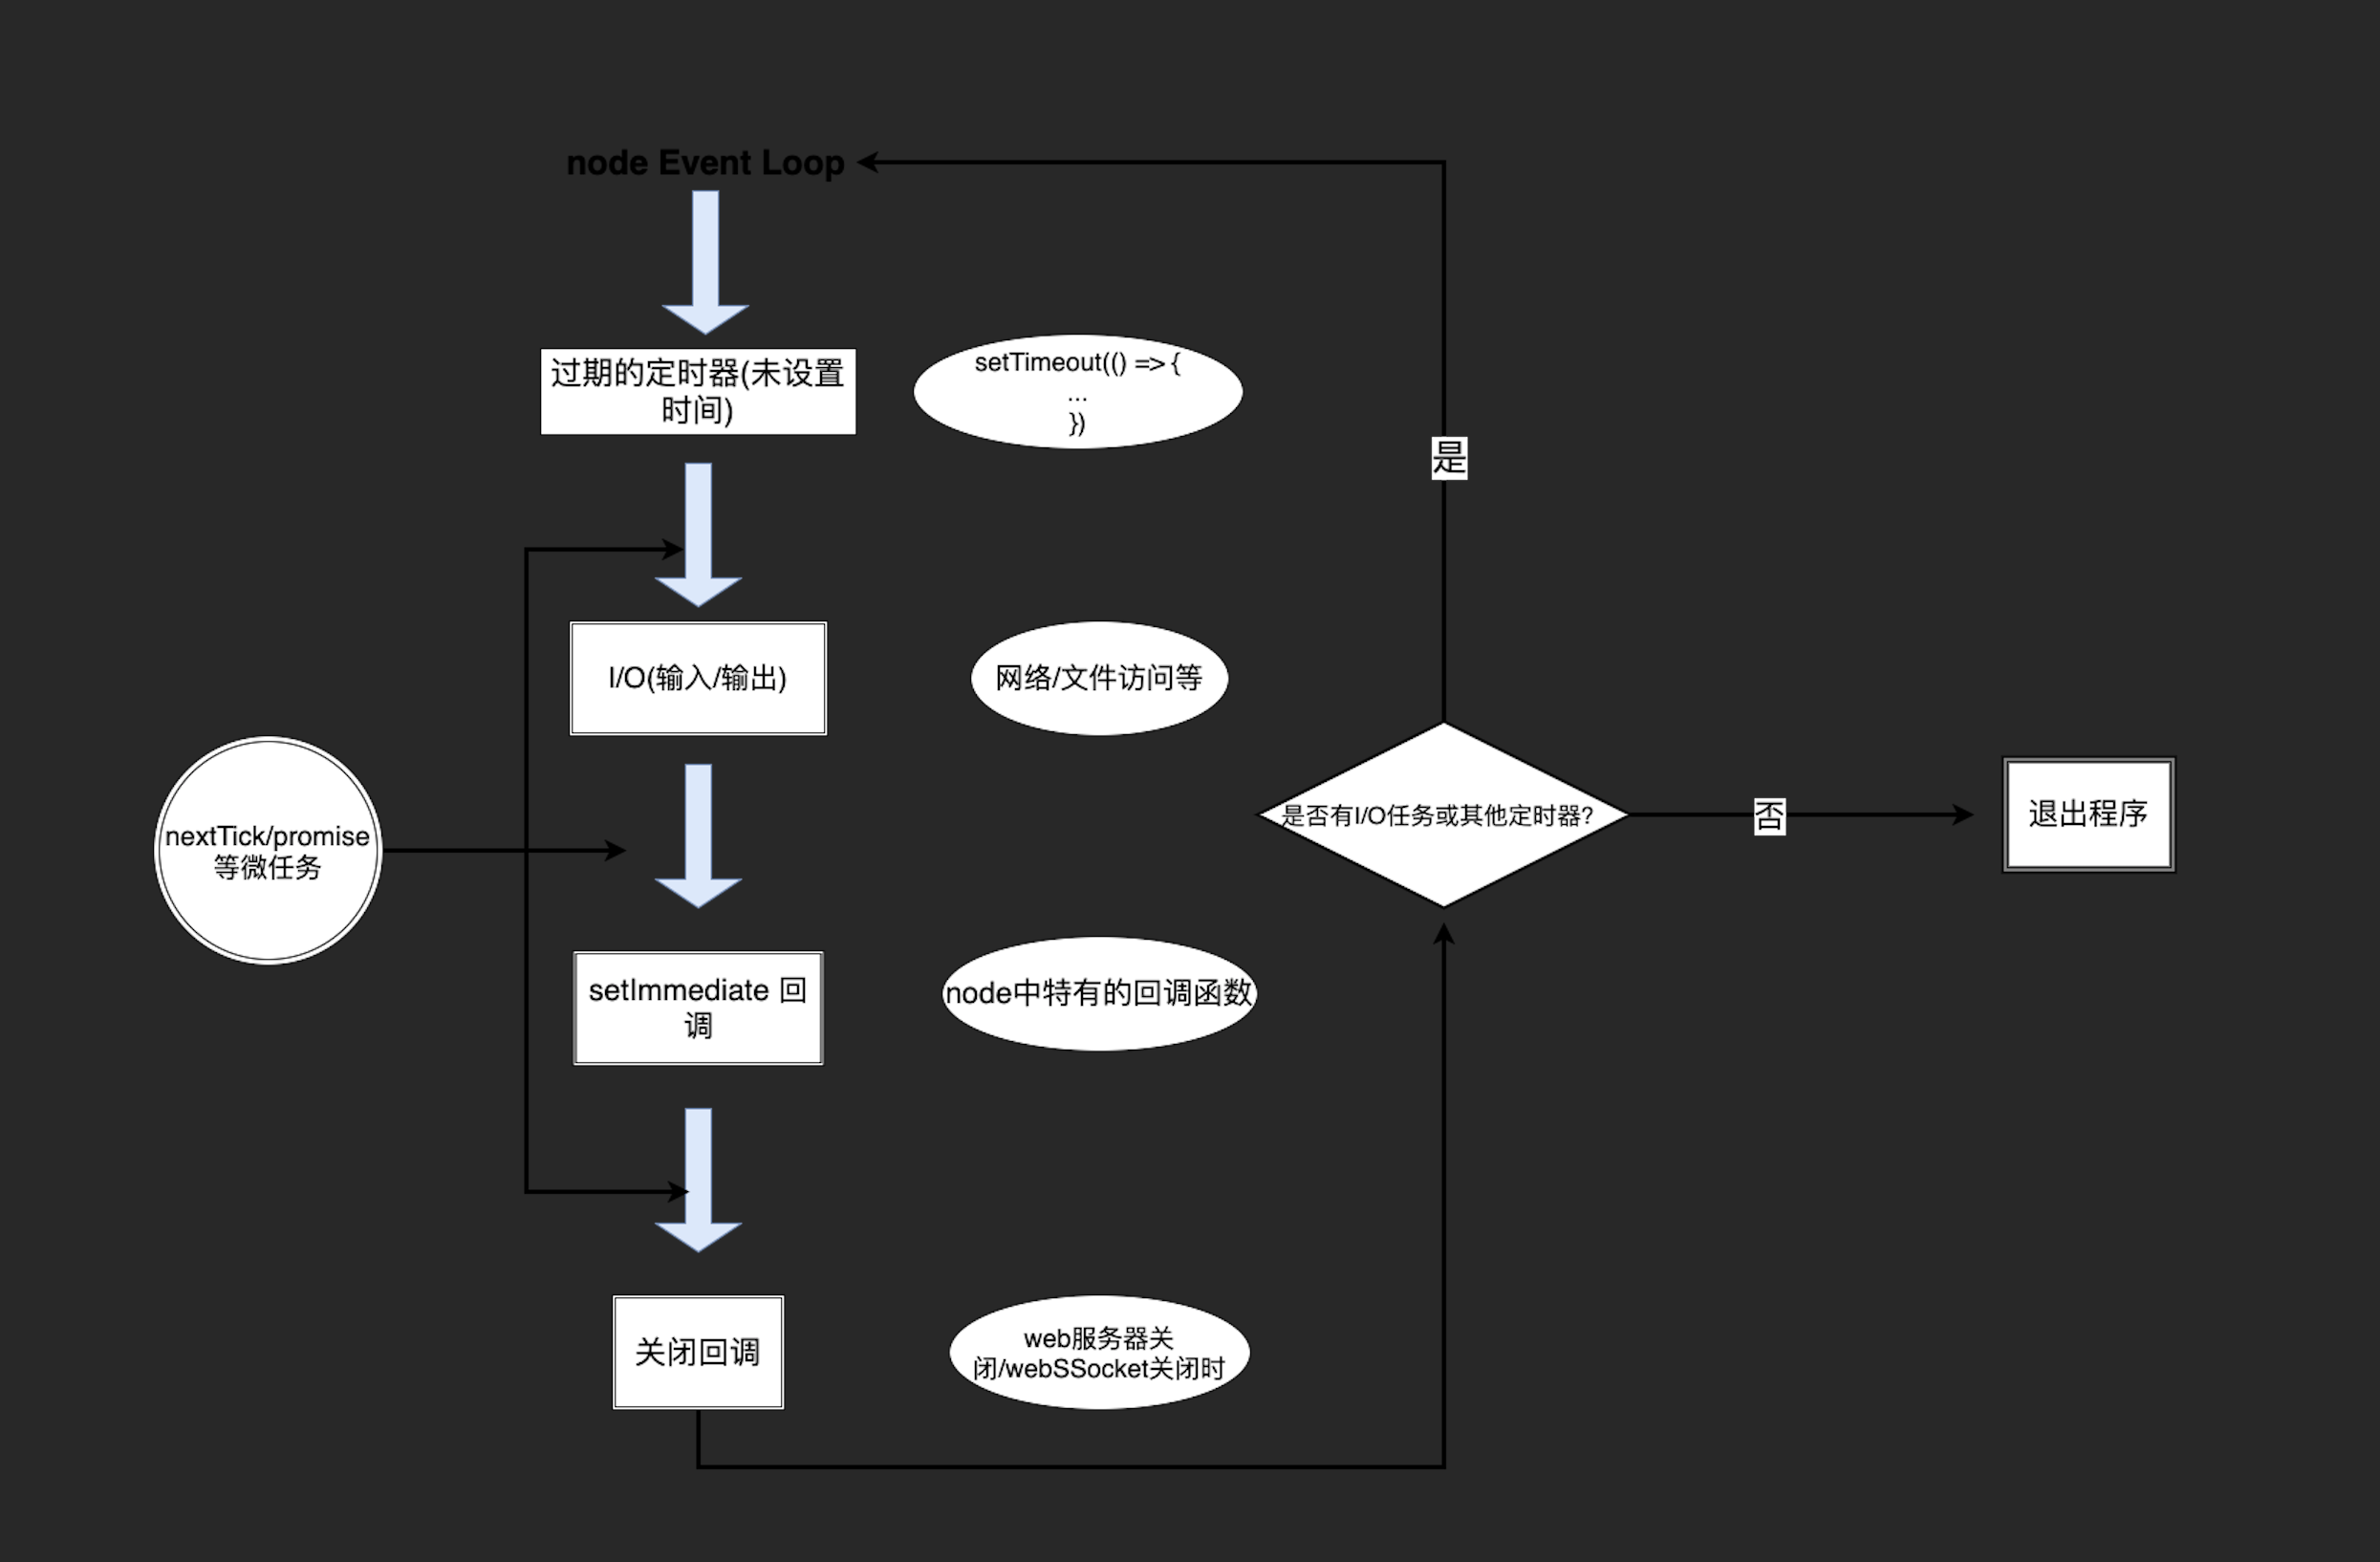 node Event Loop
过期的定时器(未设置
时间)
setTimeout(() => {
...
})
是
I/O(输入/输出)
网络/文件访问等
nextTick/promise
等微任务
是否有I/O任务或其他定时器?
否
退出程序
setImmediate 回
调
node中特有的回调函数
关闭回调
web服务器关
闭/webSSocket关闭时